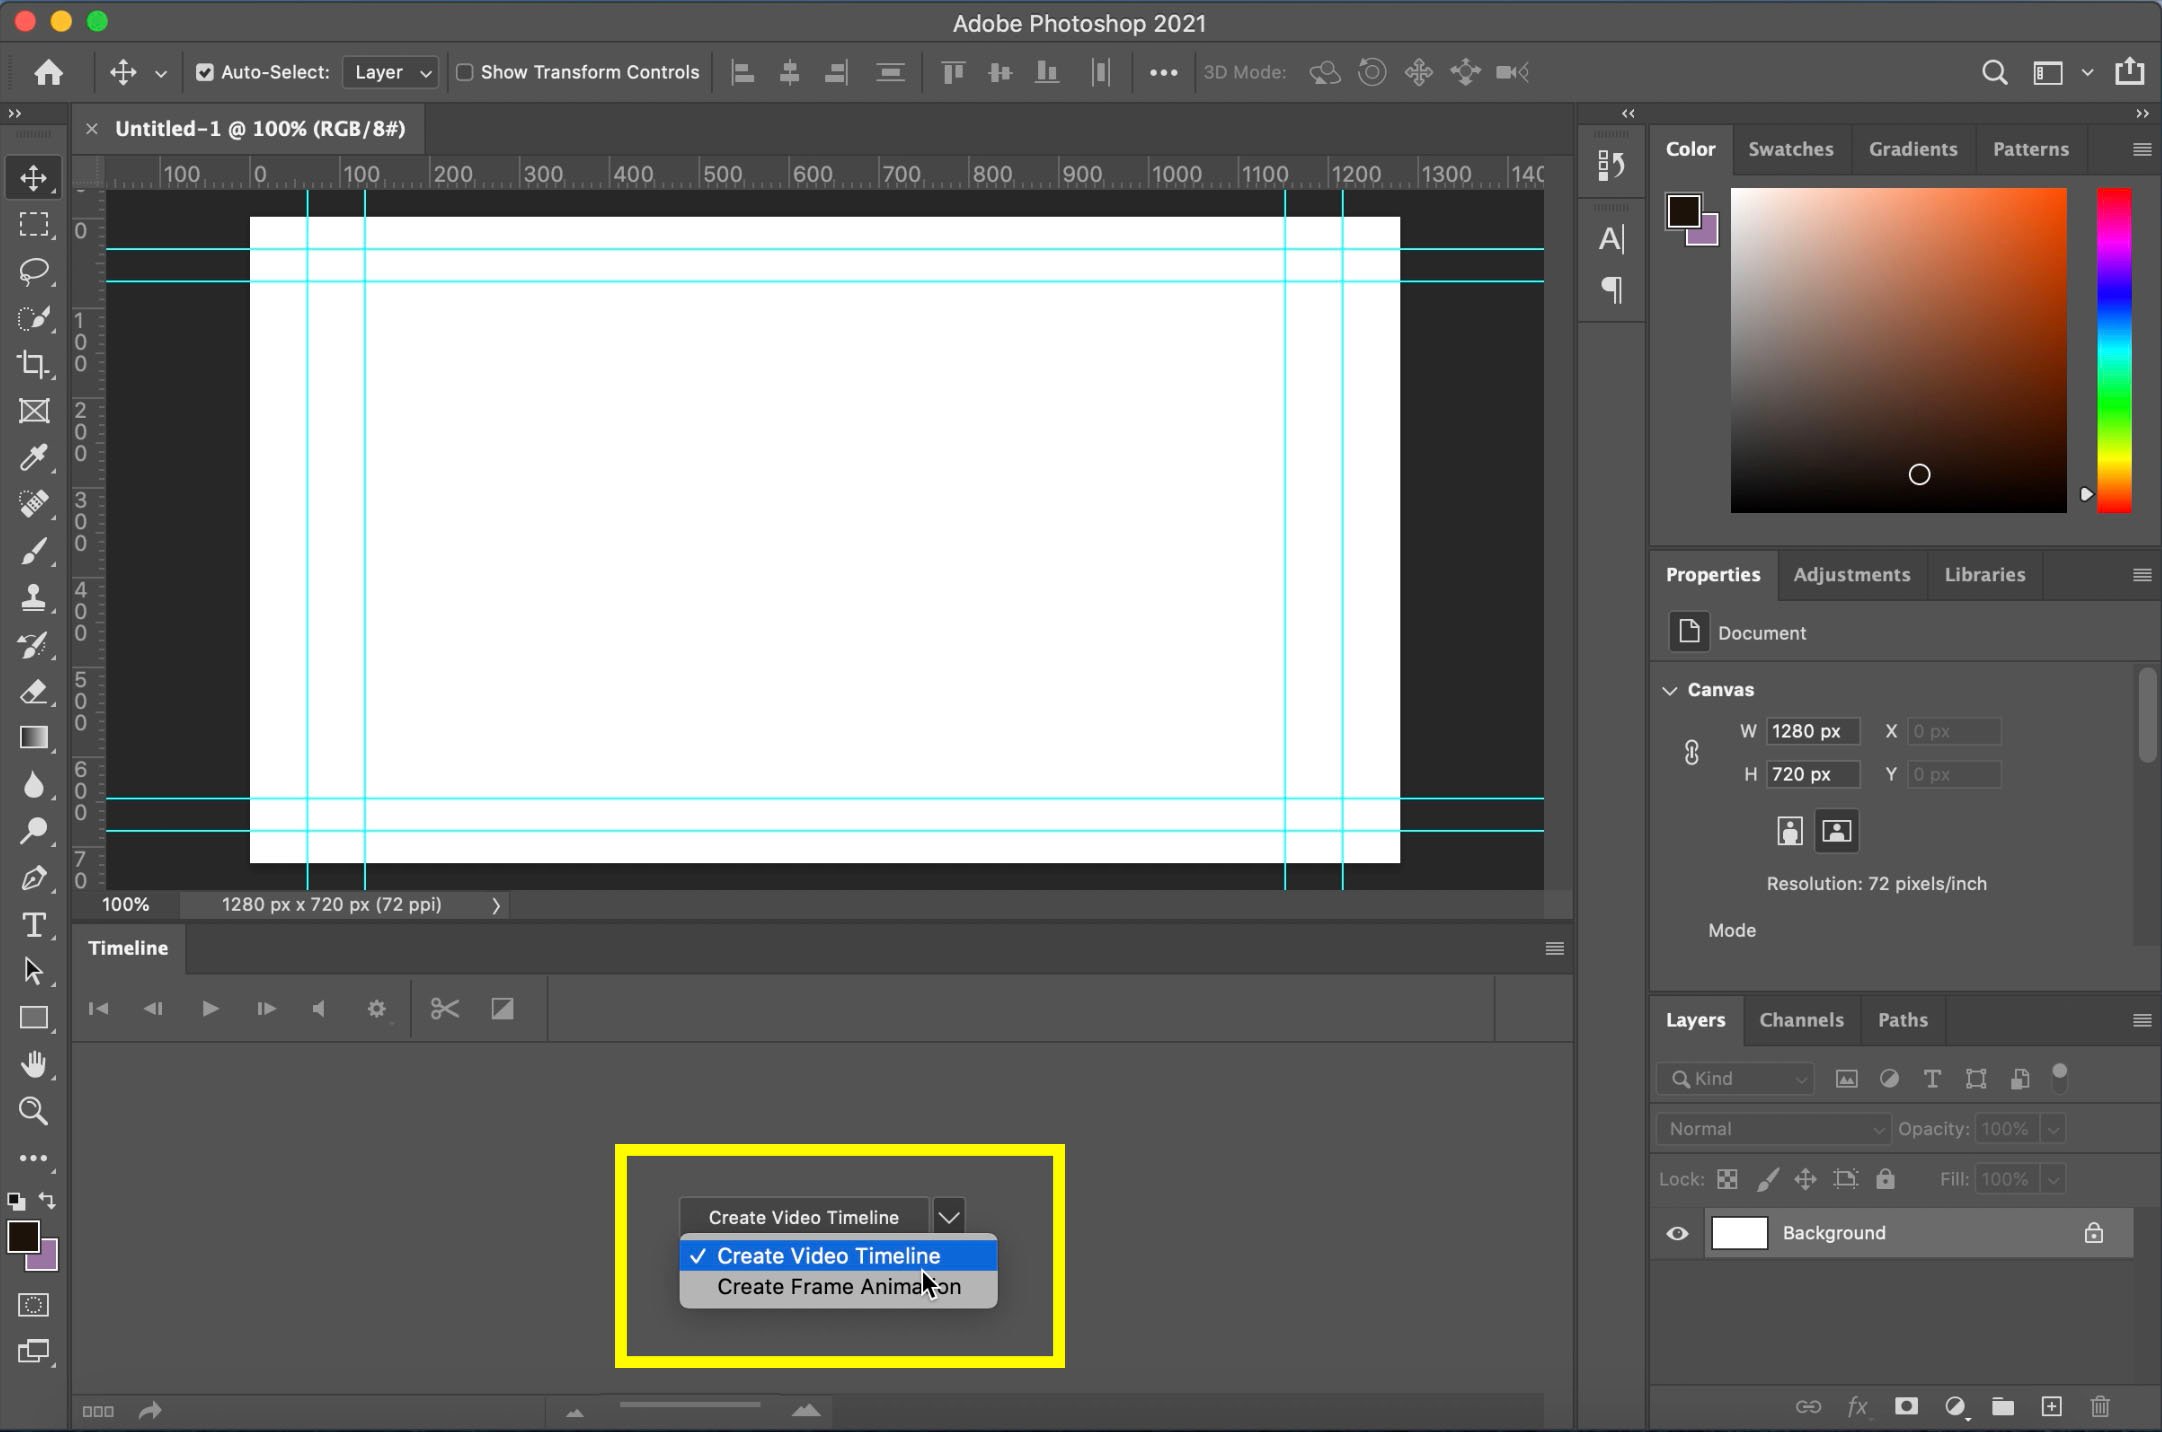 Adobe Photoshop 2021
Auto-Select: Layer Show Transform Controls 3D Mode:
Untitled-1 @ 100% (RGB/8#)
100 0 100 200 300 400 500 600 700 800 900 1000 1100 1200 1300 140
0
100
200
300
400
500
600
70
100% 1280 px x 720 px (72 ppi)
Timeline
Create Video Timeline
✓ Create Video Timeline
Create Frame Animation
Color Swatches Gradients Patterns
Properties Adjustments Libraries
Document
Canvas
W 1280 px X 0 px
H 720 px Y 0 px
Resolution: 72 pixels/inch
Mode
Layers Channels Paths
Kind
Normal Opacity: 100%
Lock: Fill: 100%
Background
fx